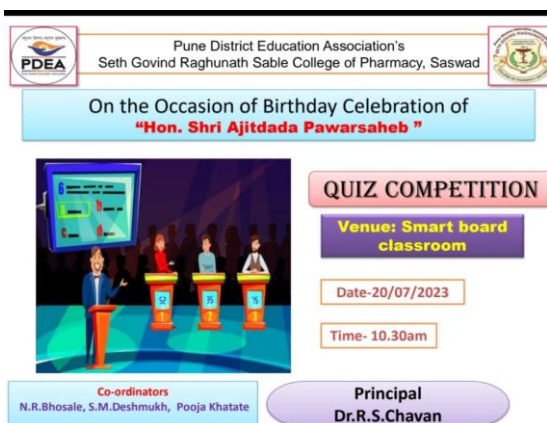 PDEA
Pune District Education Association's
Seth Govind Raghunath Sable College of Pharmacy, Saswad
On the Occasion of Birthday Celebration of
“Hon. Shri Ajitdada Pawarsaheb ”
QUIZ COMPETITION
Venue: Smart board
classroom
Date-20/07/2023
Time- 10.30am
Co-ordinators
N.R.Bhosale, S.M.Deshmukh, Pooja Khatate
Principal
Dr.R.S.Chavan